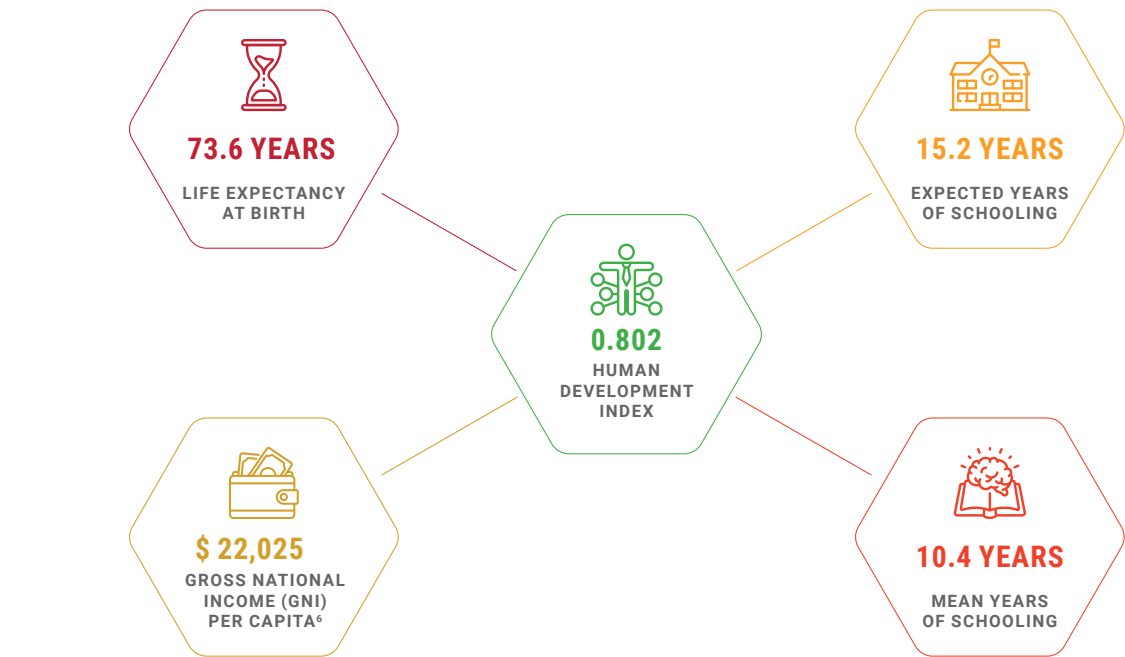 73.6 YEARS
LIFE EXPECTANCY
AT BIRTH
15.2 YEARS
EXPECTED YEARS
OF SCHOOLING
0.802
HUMAN
DEVELOPMENT
INDEX
$ 22,025
GROSS NATIONAL
INCOME (GNI)
PER CAPITA⁶
10.4 YEARS
MEAN YEARS
OF SCHOOLING